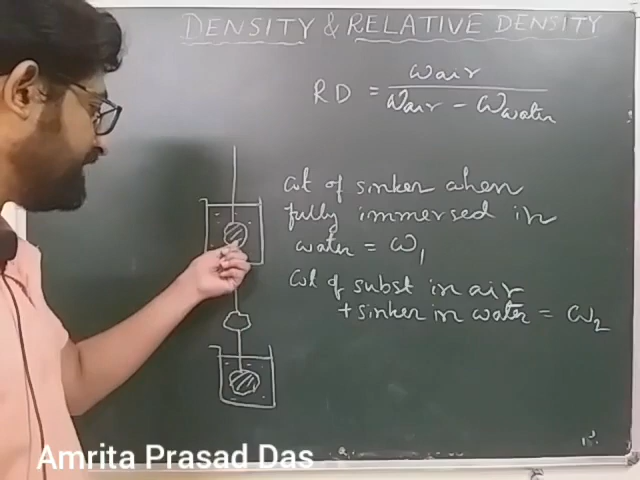 DENSITY & RELATIVE DENSITY
RD = Wair / Wair - Wwater
wt of sinker when
fully immersed in
water = W1
wt of subst in air
+ sinker in water = W2
Amrita Prasad Das